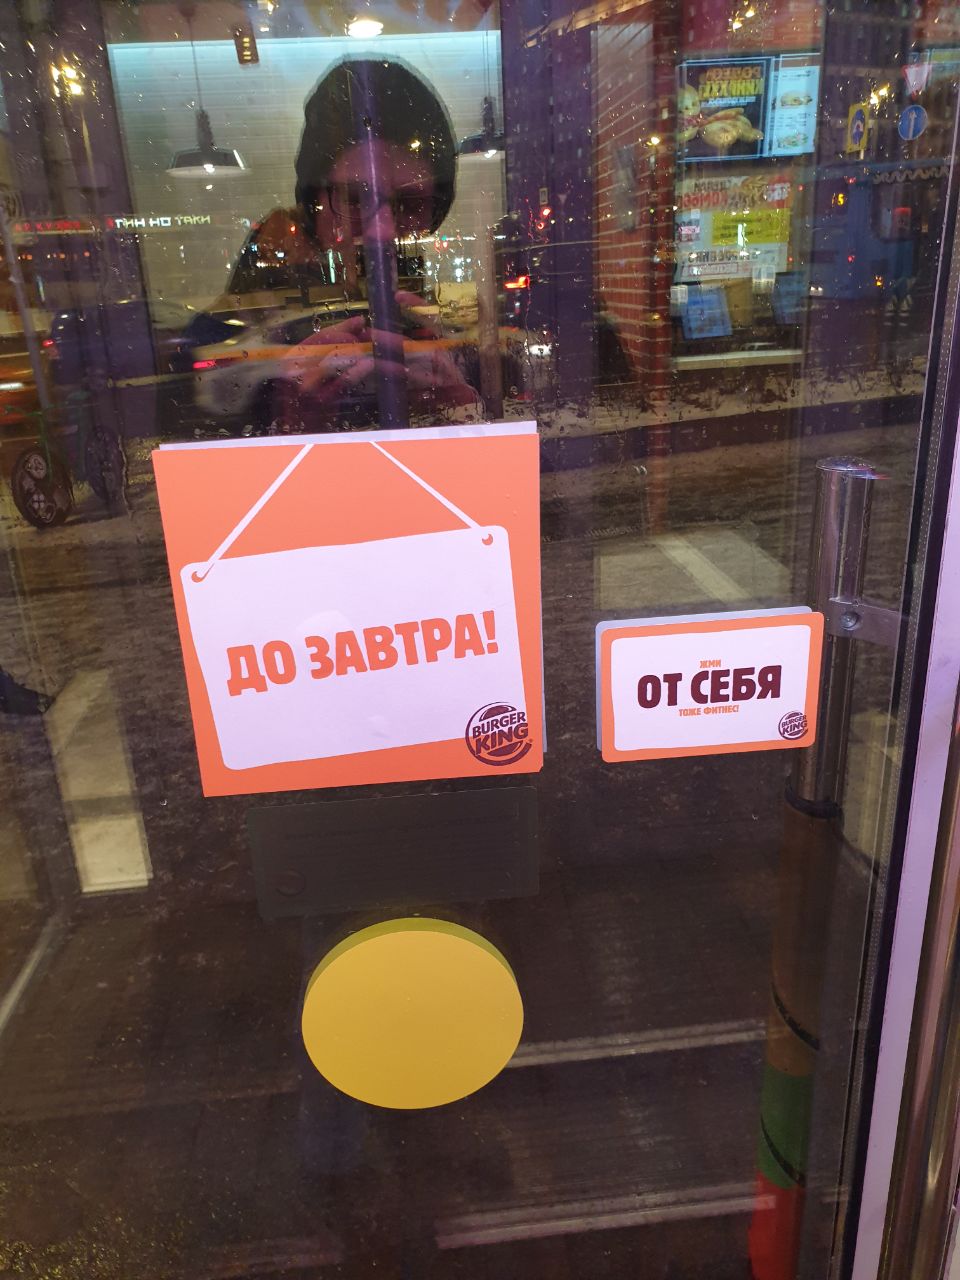 ДО ЗАВТРА!
BURGER
KING
ЖМИ
ОТ СЕБЯ
ТОЖЕ ФИТНЕС!
BURGER
KING